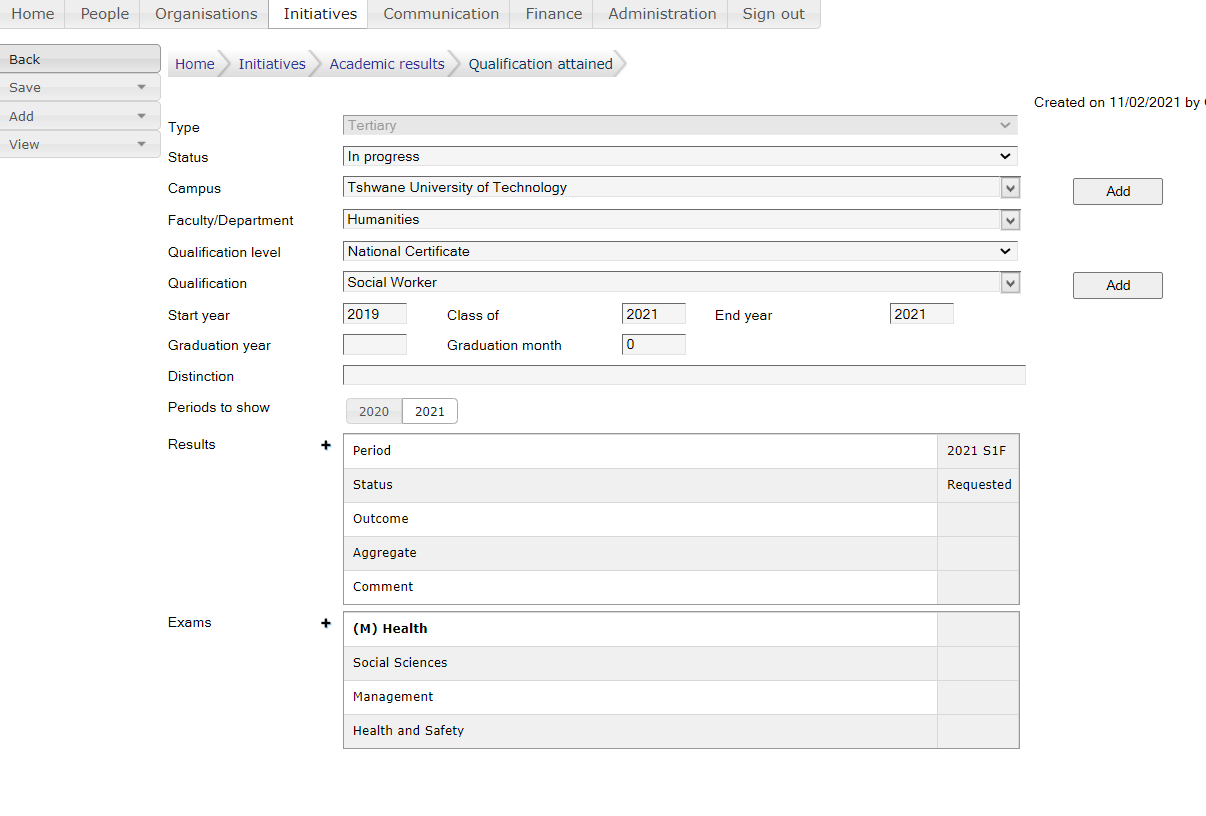 Home People Organisations Initiatives Communication Finance Administration Sign out
Back
Save
Add
View
Home Initiatives Academic results Qualification attained
Created on 11/02/2021 by
Type Tertiary
Status In progress
Campus Tshwane University of Technology Add
Faculty/Department Humanities
Qualification level National Certificate
Qualification Social Worker Add
Start year 2019 Class of 2021 End year 2021
Graduation year Graduation month 0
Distinction
Periods to show 2020 2021
Results + Period 2021 S1F
Status Requested
Outcome
Aggregate
Comment
Exams + (M) Health
Social Sciences
Management
Health and Safety